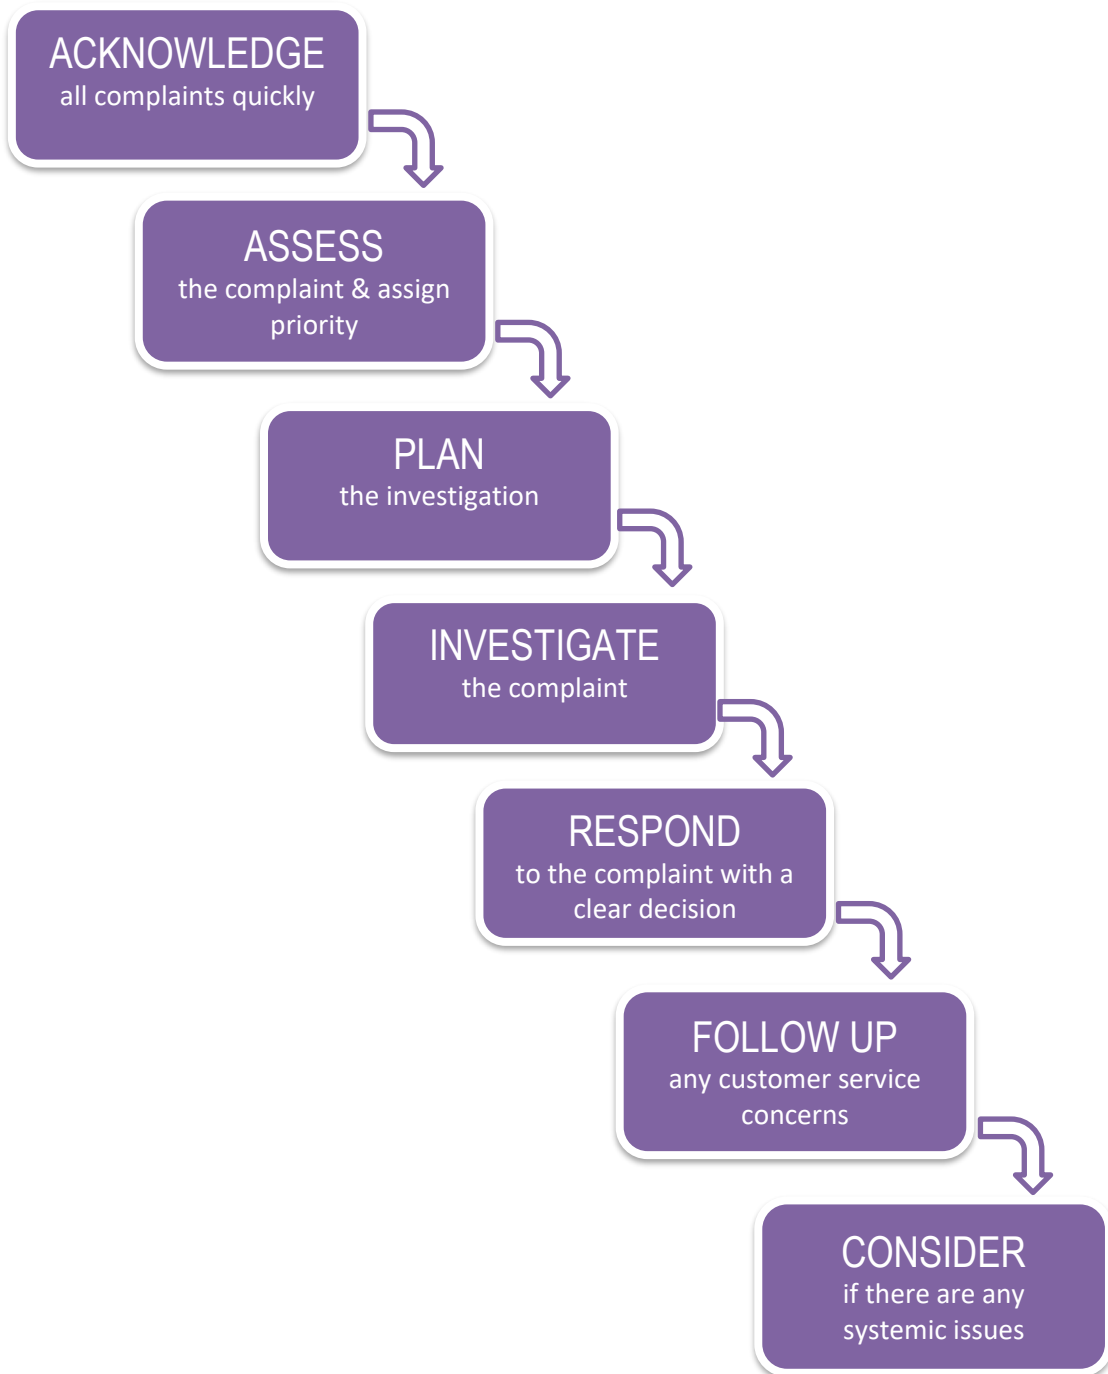 ACKNOWLEDGE
all complaints quickly
ASSESS
the complaint & assign
priority
PLAN
the investigation
INVESTIGATE
the complaint
RESPOND
to the complaint with a
clear decision
FOLLOW UP
any customer service
concerns
CONSIDER
if there are any
systemic issues